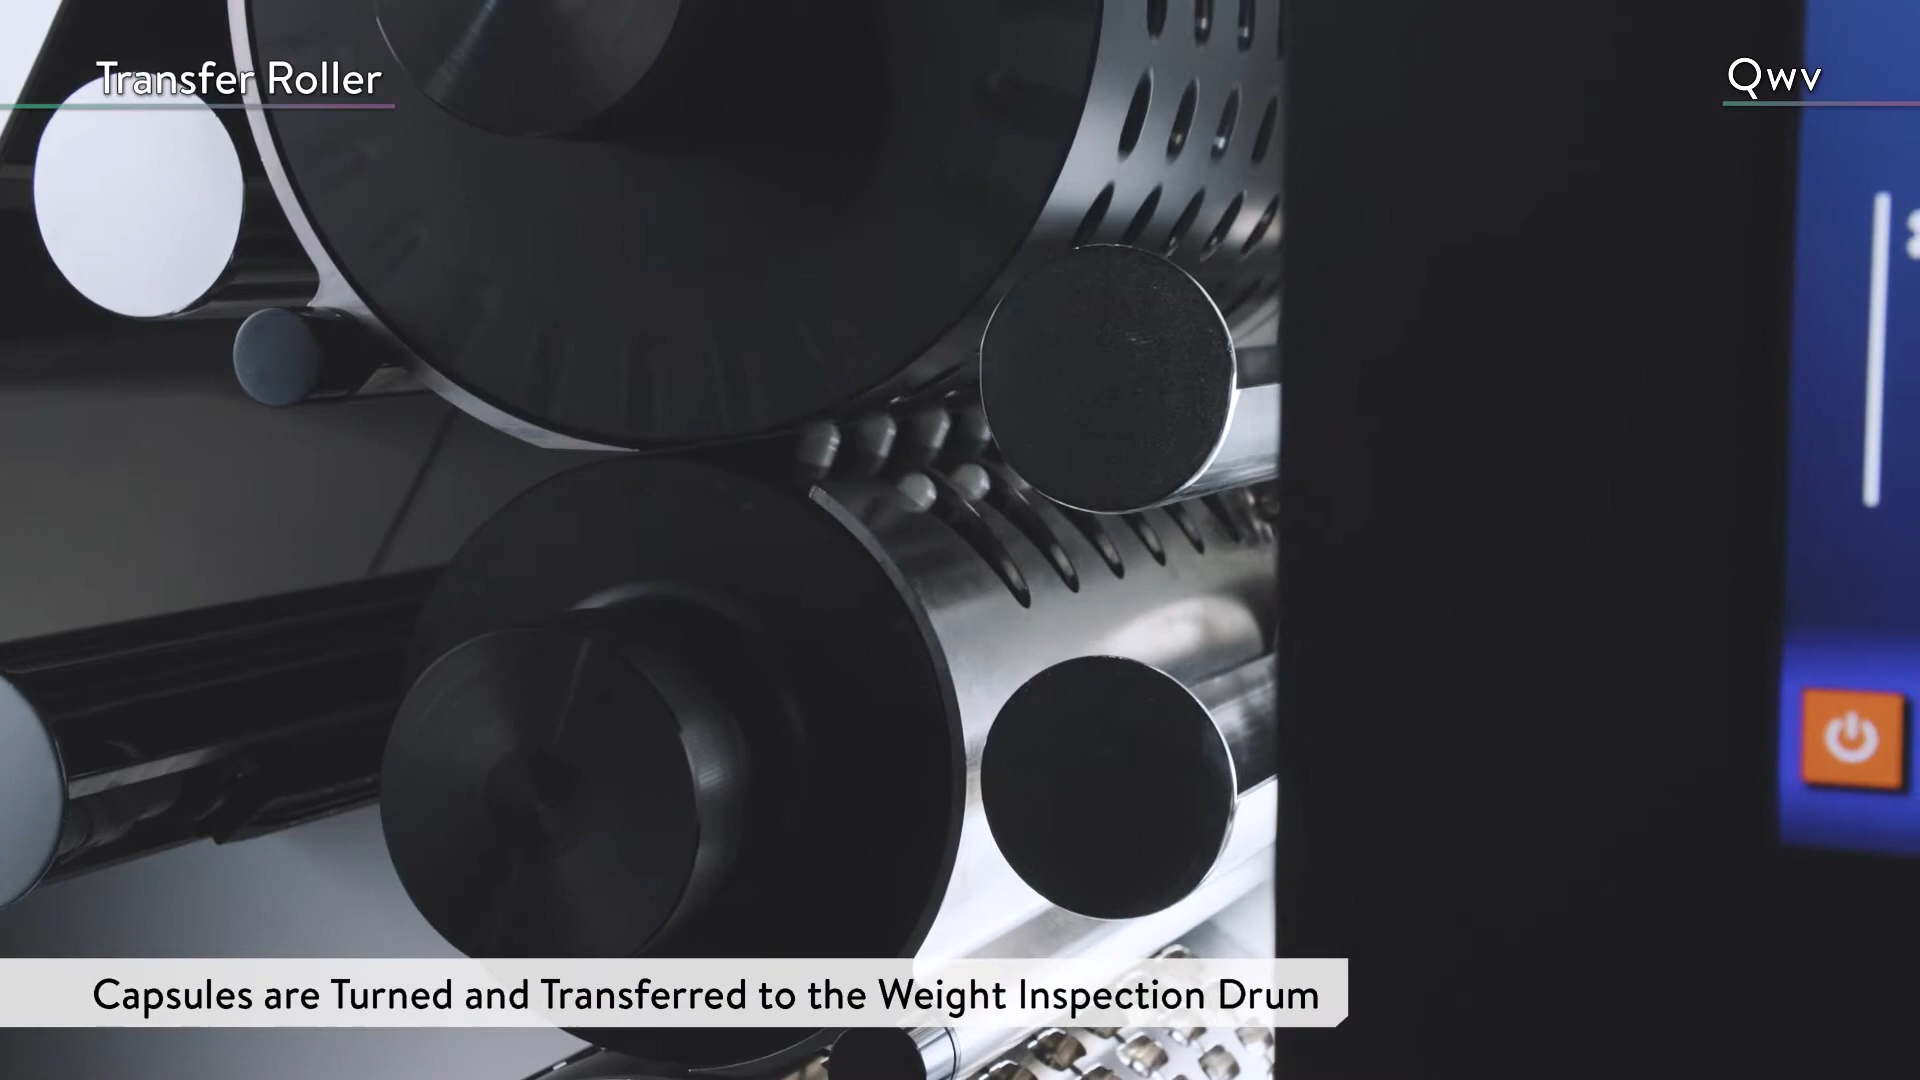 Transfer Roller
Qwv
Capsules are Turned and Transferred to the Weight Inspection Drum